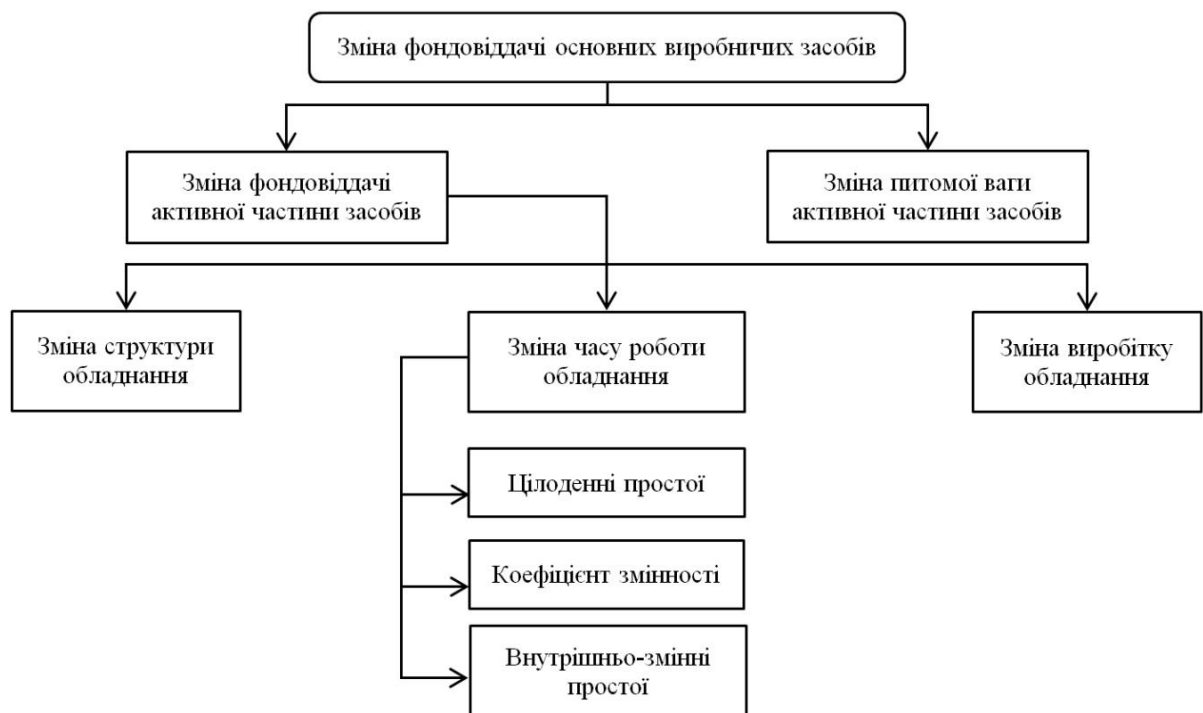 Зміна фондовіддачі основних виробничих засобів
Зміна фондовіддачі
активної частини засобів
Зміна питомої ваги
активної частини засобів
Зміна структури
обладнання
Зміна часу роботи
обладнання
Зміна виробітку
обладнання
Цілоденні простої
Коефіцієнт змінності
Внутрішньо-змінні
простої